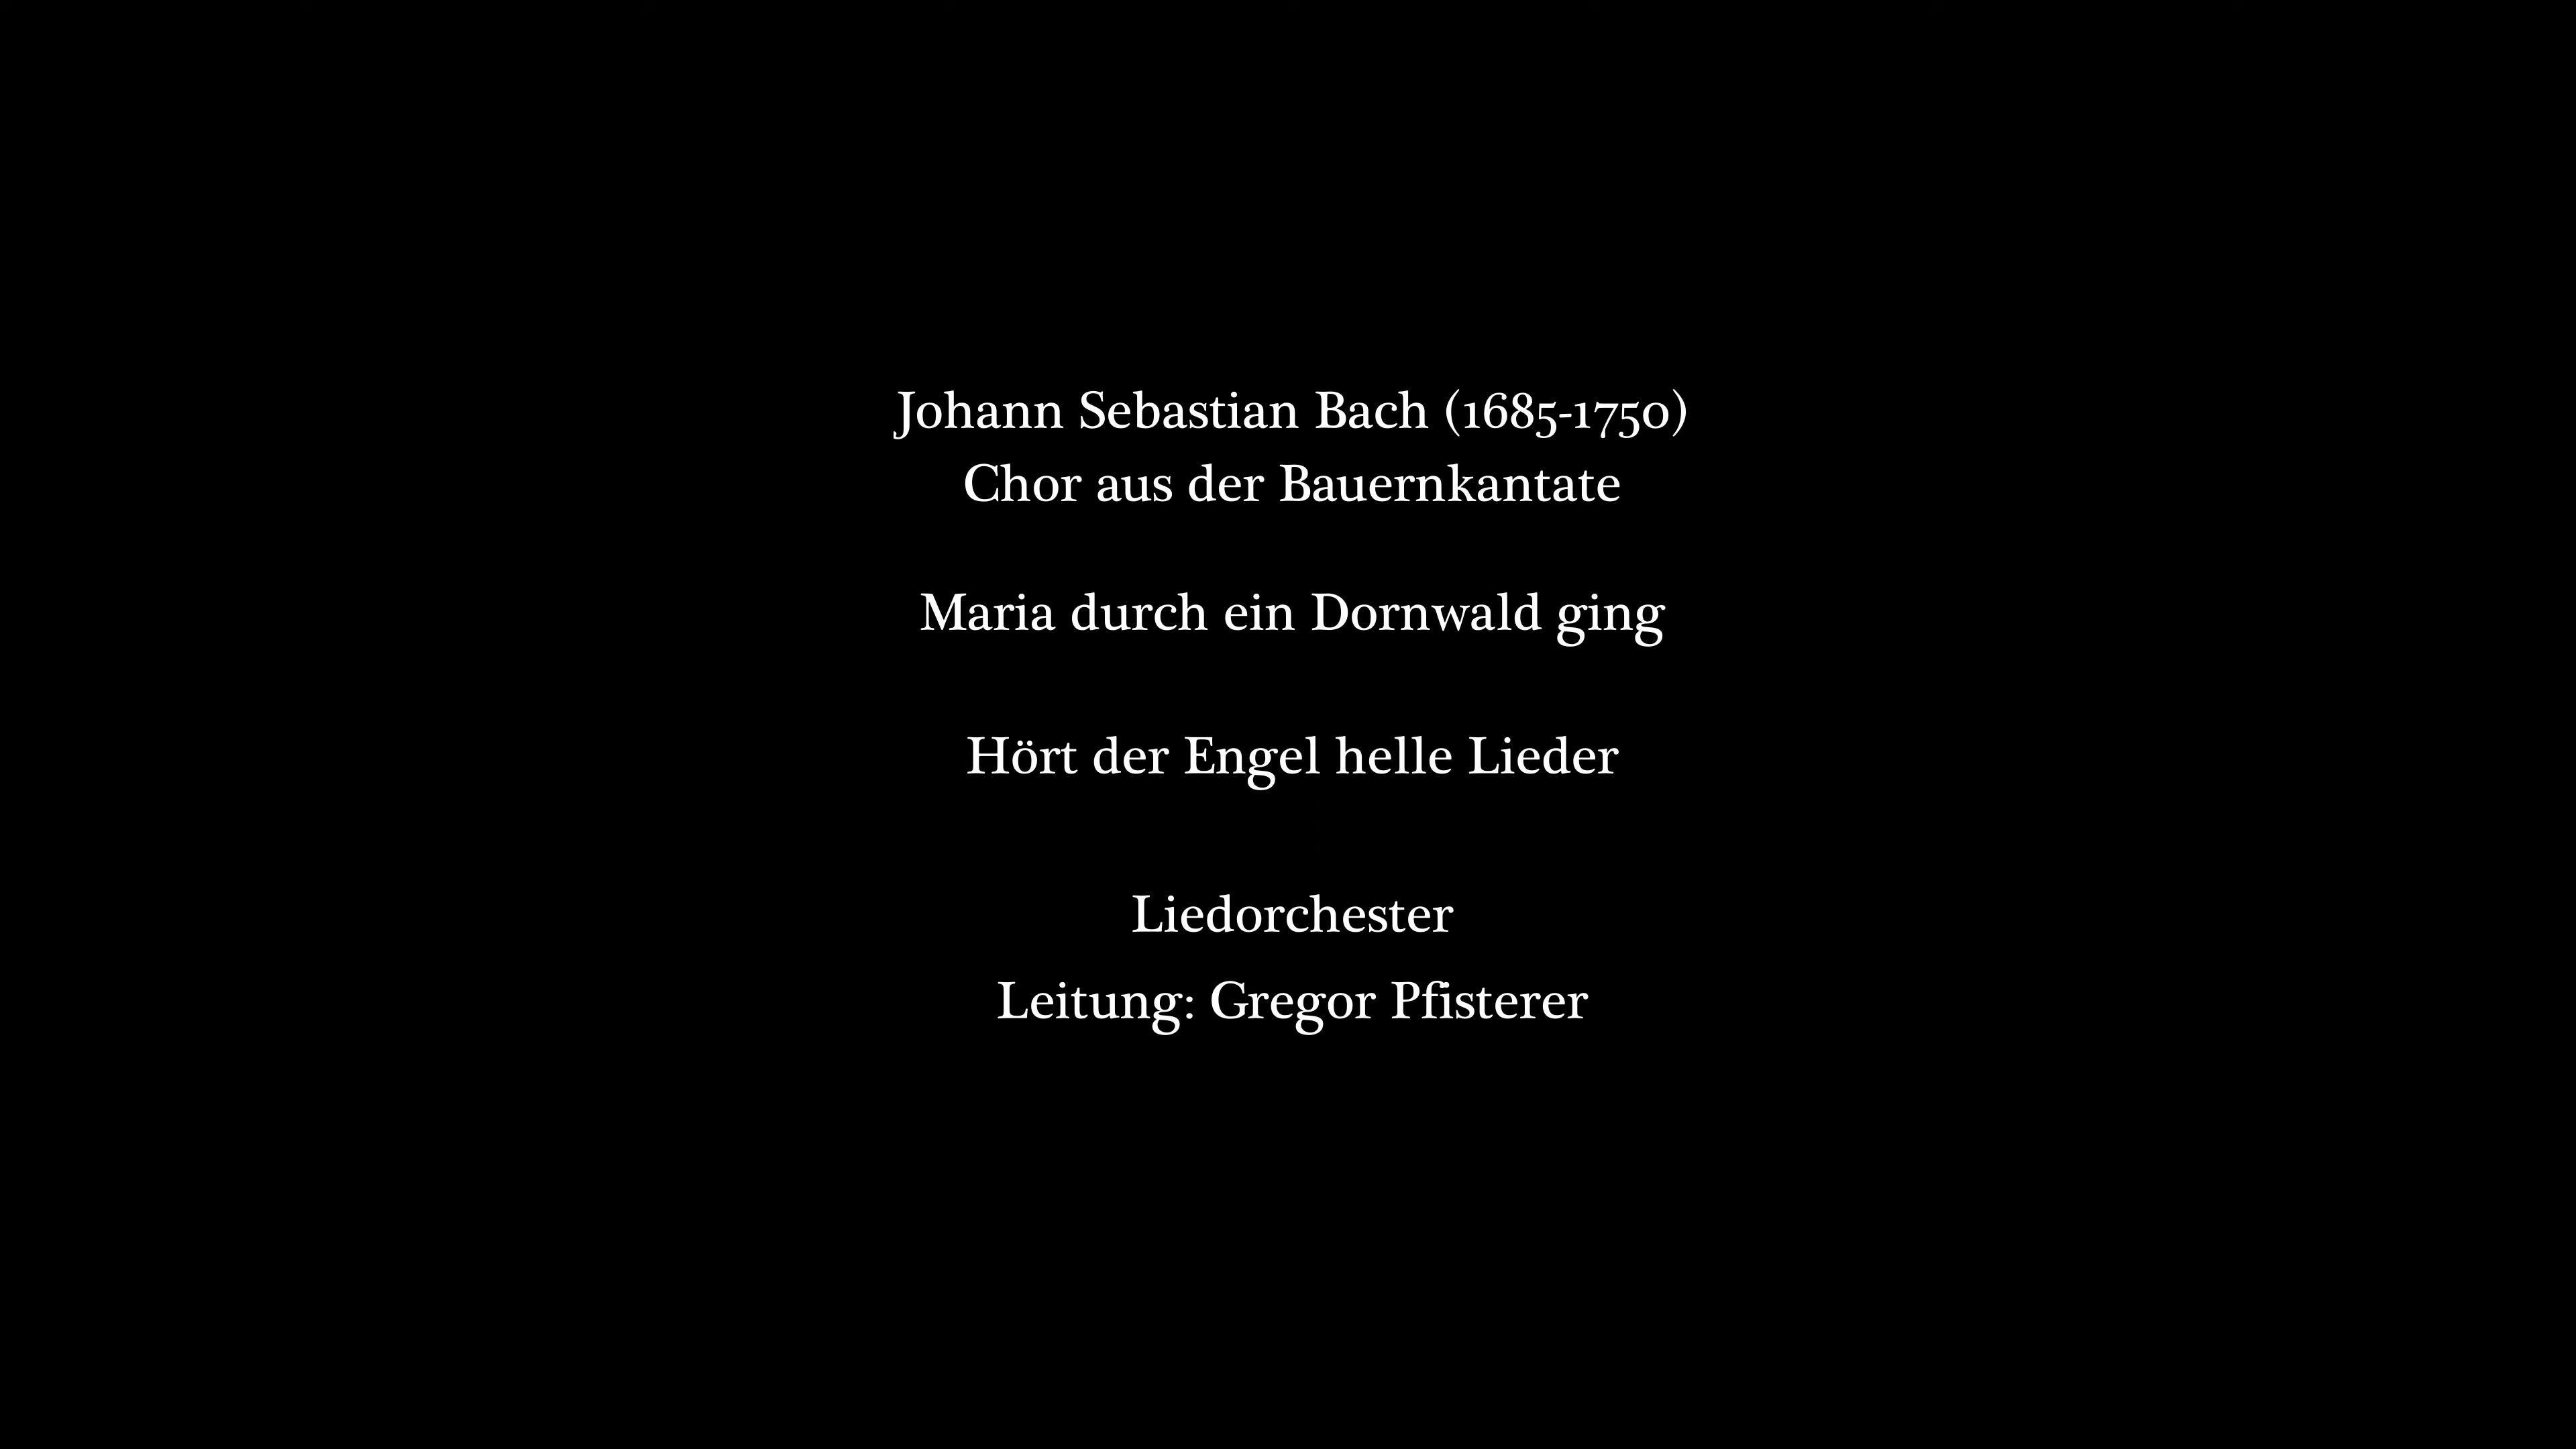 Johann Sebastian Bach (1685-1750)
Chor aus der Bauernkantate
Maria durch ein Dornwald ging
Hört der Engel helle Lieder
Liedorchester
Leitung: Gregor Pfisterer